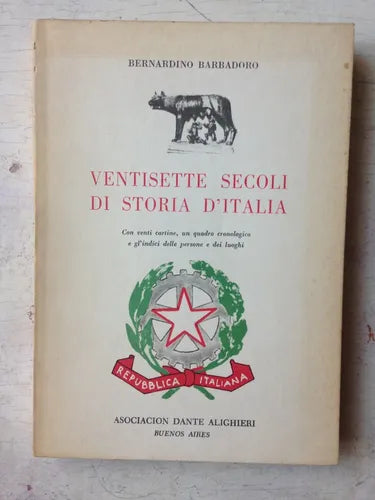 BERNARDINO BARBADORO
VENTISETTE SECOLI
DI STORIA D'ITALIA
Con venti cartine, un quadro cronologico
e gl'indici delle persone e dei luoghi
REPUBBLICA ITALIANA
ASOCIACION DANTE ALIGHIERI
BUENOS AIRES